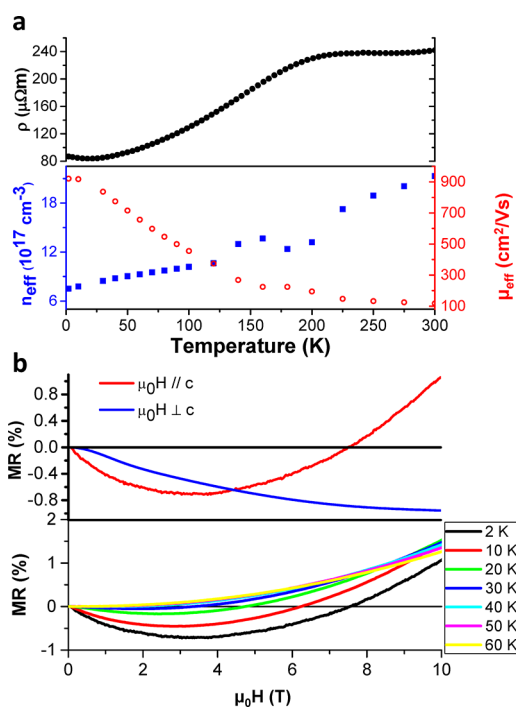 a
240
200
160
120
80
ρ (μΩm)
18
12
6
n_eff (10^17 cm^-3)
900
700
500
300
100
μ_eff (cm^2/Vs)
0 50 100 150 200 250 300
Temperature (K)
b
μ₀H // c
μ₀H ⊥ c
0.8
0.4
0.0
-0.4
-0.8
MR (%)
2
1
0
-1
MR (%)
2 K
10 K
20 K
30 K
40 K
50 K
60 K
0 2 4 6 8 10
μ₀H (T)